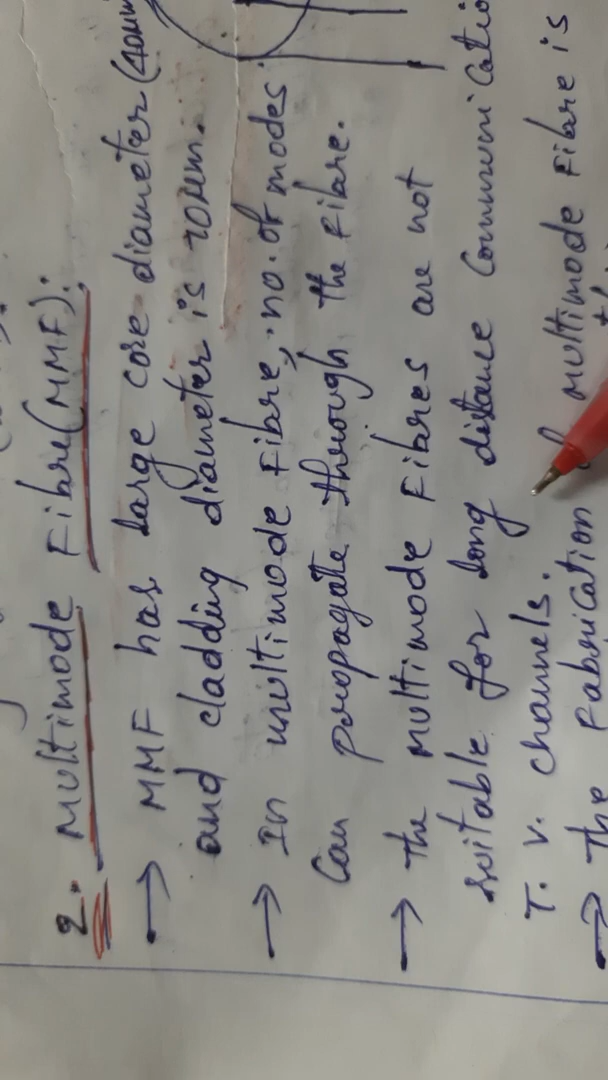 2. Multimode Fibre (MMF):
→ MMF has large core diameter (40μm
and cladding diameter is 70μm.
→ In multimode Fibre, no. of modes
Can propagate through the Fibre.
→ the multimode Fibres are not
suitable for long distance Communicatio
T. V. channels.
→ The Fabrication multimode Fibre is